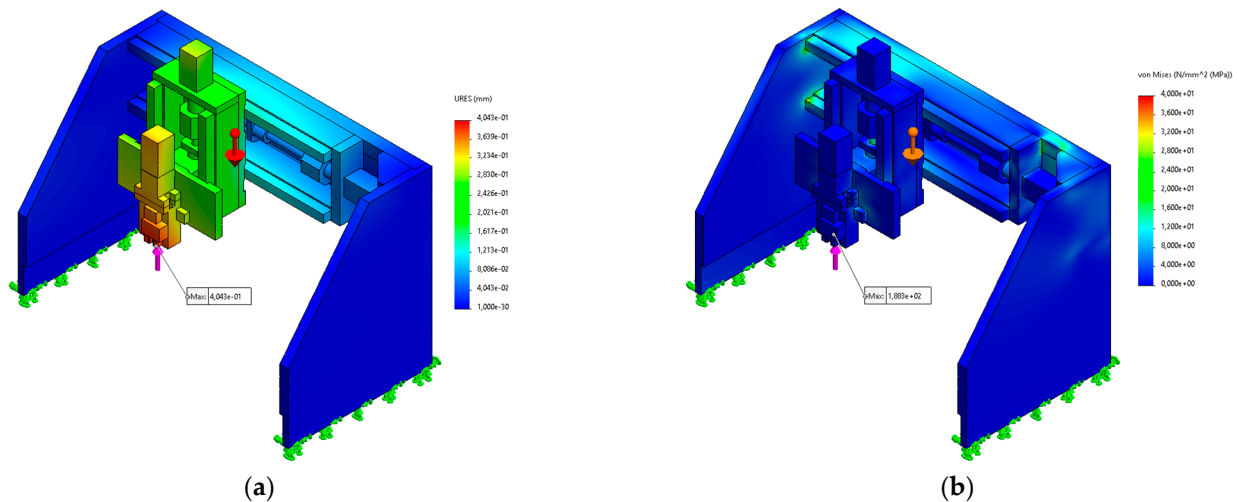 URES (mm)
4,043e-01
3,639e-01
3,234e-01
2,830e-01
2,426e-01
2,021e-01
1,617e-01
1,213e-01
8,086e-02
4,043e-02
1,000e-30
Max: 4,043e-01
(a)
von Mises (N/mm^2 (MPa))
4,000e+01
3,600e+01
3,200e+01
2,800e+01
2,400e+01
2,000e+01
1,600e+01
1,200e+01
8,000e+00
4,000e+00
0,000e+00
Max: 1,883e+02
(b)